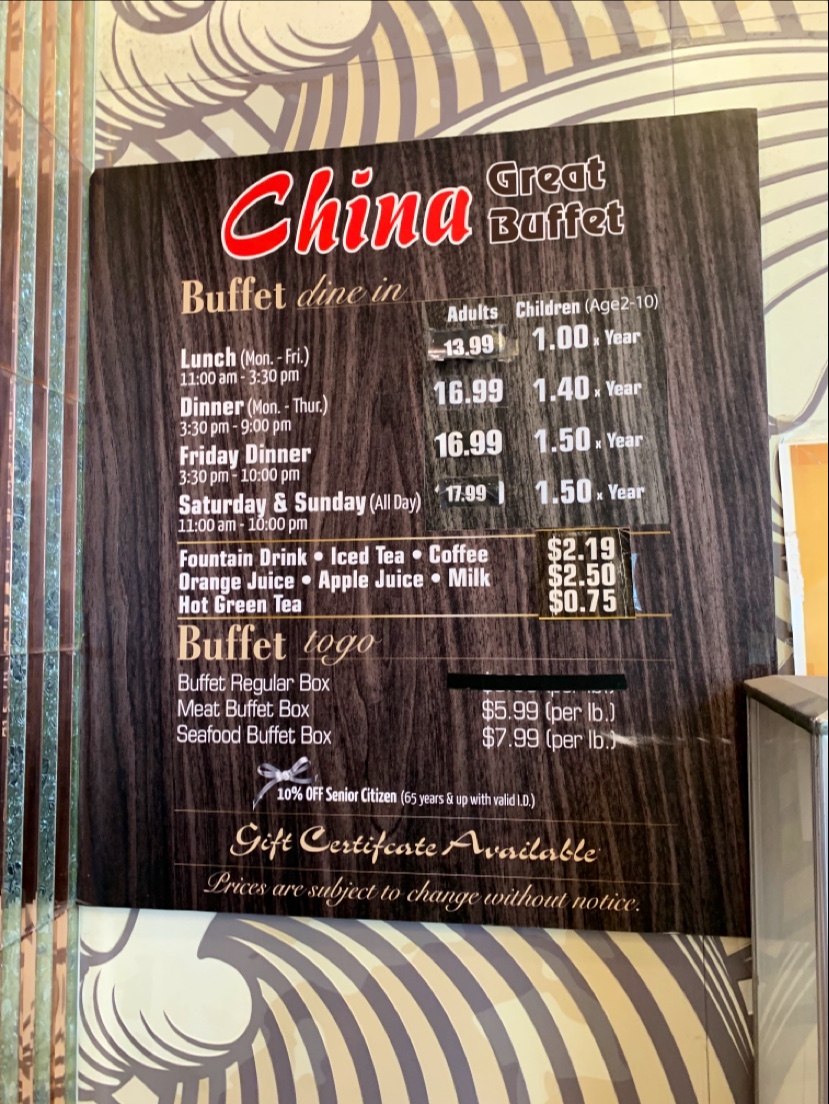 China Great
Buffet
Buffet dine in
Adults Children (Age2-10)
Lunch (Mon. - Fri.) 13.99 1.00 x Year
11:00 am - 3:30 pm
Dinner (Mon. - Thur.) 16.99 1.40 x Year
3:30 pm - 9:00 pm
Friday Dinner 16.99 1.50 x Year
3:30 pm - 10:00 pm
Saturday & Sunday (All Day) 17.99 1.50 x Year
11:00 am - 10:00 pm
Fountain Drink • Iced Tea • Coffee $2.19
Orange Juice • Apple Juice • Milk $2.50
Hot Green Tea $0.75
Buffet togo
Buffet Regular Box
Meat Buffet Box $5.99 (per lb.)
Seafood Buffet Box $7.99 (per lb.)
10% OFF Senior Citizen (65 years & up with valid I.D.)
Gift Certifcate Available
Prices are subject to change without notice.